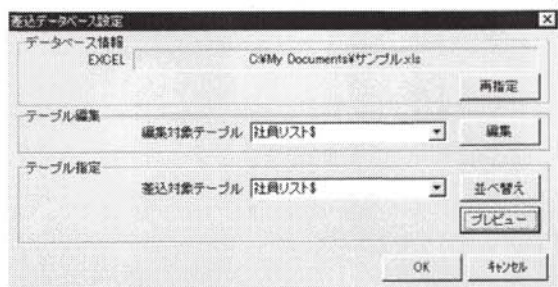 差込データベース設定
データベース情報
EXCEL C:¥My Documents¥サンプル.xls
再指定
テーブル編集
編集対象テーブル 社員リスト$ 編集
テーブル指定
差込対象テーブル 社員リスト$ 並べ替え
プレビュー
OK キャンセル